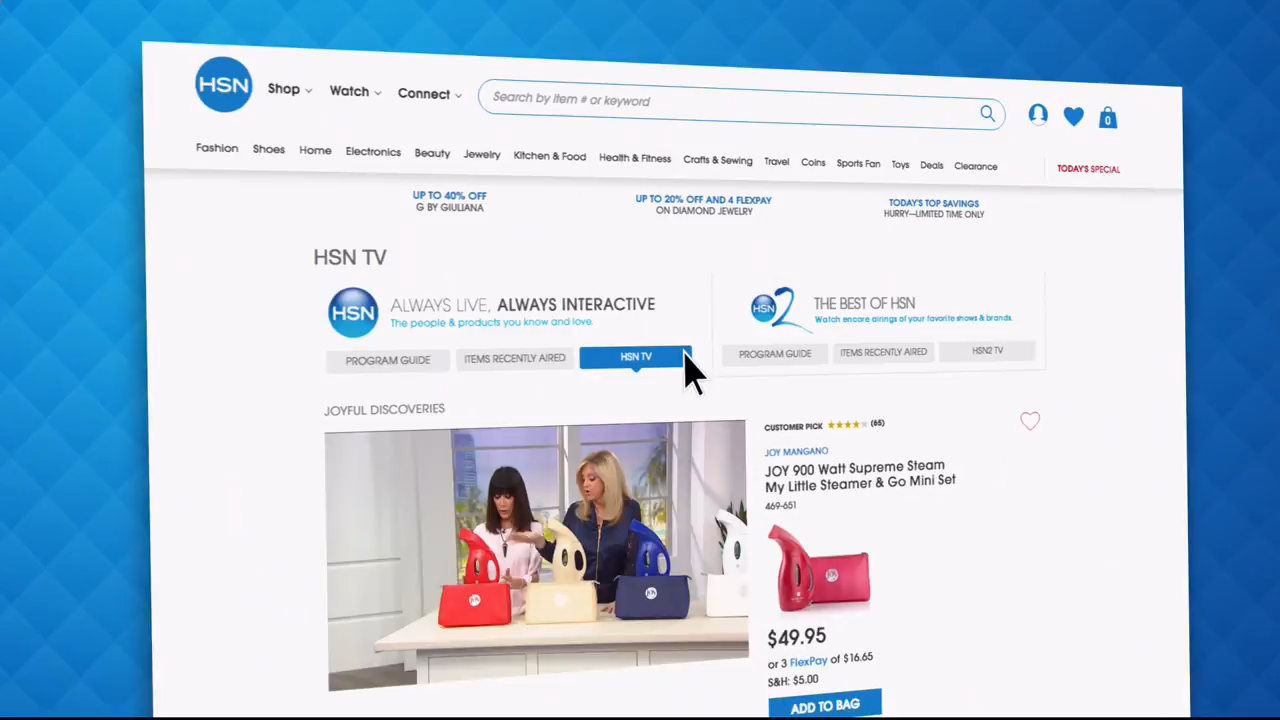 HSN
Shop
Watch
Connect
Search by item # or keyword
0
Fashion
Shoes
Home
Electronics
Beauty
Jewelry
Kitchen & Food
Health & Fitness
Crafts & Sewing
Travel
Coins
Sports Fan
Toys
Deals
Clearance
TODAY'S SPECIAL
UP TO 40% OFF
G BY GIULIANA
UP TO 20% OFF AND 4 FLEXPAY
ON DIAMOND JEWELRY
TODAY'S TOP SAVINGS
HURRY—LIMITED TIME ONLY
HSN TV
HSN
ALWAYS LIVE, ALWAYS INTERACTIVE
The people & products you know and love.
PROGRAM GUIDE
ITEMS RECENTLY AIRED
HSN TV
HSN 2
THE BEST OF HSN
Watch encore airings of your favorite shows & brands.
PROGRAM GUIDE
ITEMS RECENTLY AIRED
HSN2 TV
JOYFUL DISCOVERIES
JOY
JOY
CUSTOMER PICK
(65)
JOY MANGANO
JOY 900 Watt Supreme Steam
My Little Steamer & Go Mini Set
469-651
JOY
$49.95
or 3 FlexPay of $16.65
S&H: $5.00
ADD TO BAG